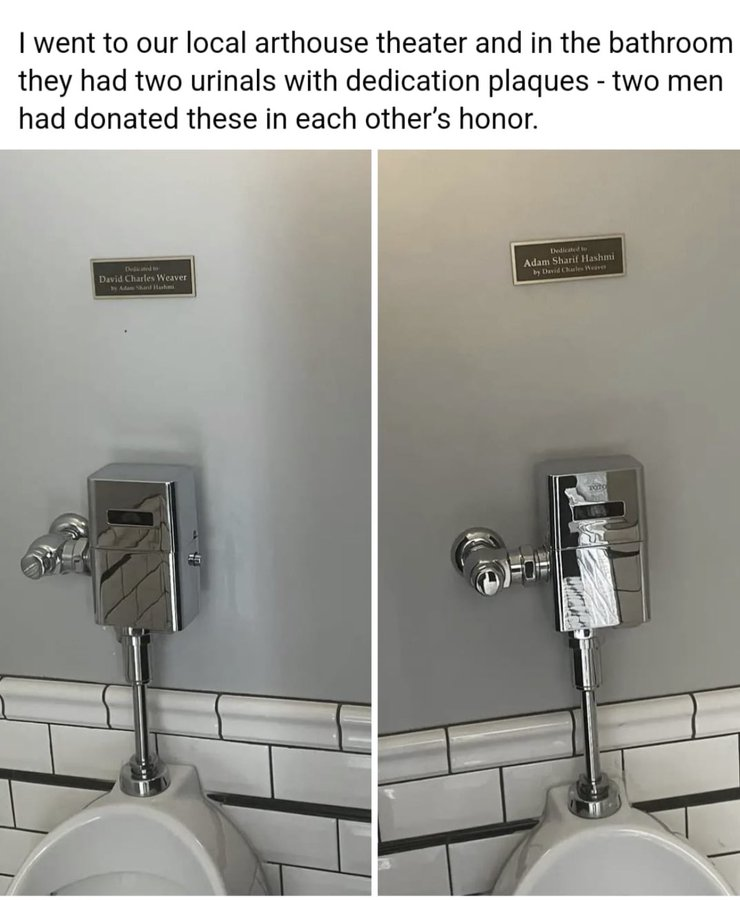 I went to our local arthouse theater and in the bathroom
they had two urinals with dedication plaques - two men
had donated these in each other’s honor.
Dedicated to
David Charles Weaver
by Adam Sharif Hashmi
Dedicated to
Adam Sharif Hashmi
by David Charles Weaver
TOTO